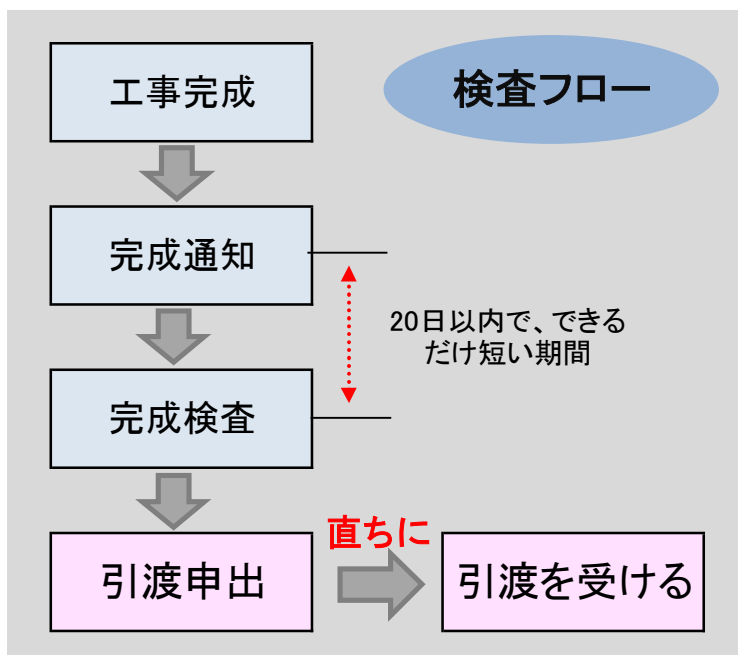 検査フロー
工事完成
完成通知
20日以内で、できる
だけ短い期間
完成検査
引渡申出
直ちに
引渡を受ける